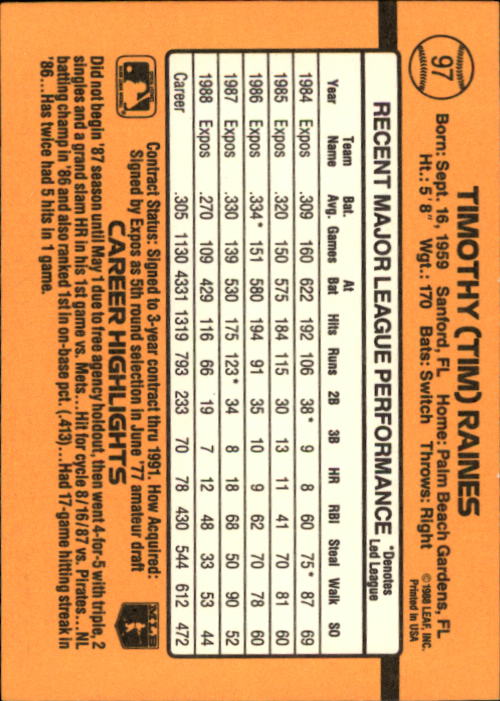 97
TIMOTHY (TIM) RAINES
Born: Sept. 16, 1959 Sanford, FL Home: Palm Beach Gardens, FL
Ht.: 5' 8" Wgt.: 170 Bats: Switch Throws: Right
© 1988 LEAF, INC.
Printed in USA
RECENT MAJOR LEAGUE PERFORMANCE *Denotes Led League
Year Team Name Bat. Avg. Games At Bat Hits Runs 2B 3B HR RBI Steal Walk SO
1984 Expos .309 160 622 192 106 38* 9 8 60 75* 87 69
1985 Expos .320 150 575 184 115 30 13 11 41 70 81 60
1986 Expos .334* 151 580 194 91 35 10 9 62 70 78 60
1987 Expos .330 139 530 175 123* 34 8 18 68 50 90 52
1988 Expos .270 109 429 116 66 19 7 12 48 33 53 44
Career .305 1130 4331 1319 793 233 70 78 430 544 612 472
Contract Status: Signed to 3-year contract thru 1991. How Acquired:
Signed by Expos as 5th round selection in June '77 amateur draft
CAREER HIGHLIGHTS
MLB
Did not begin '87 season until May 1 due to free agency holdout, then went 4-for-5 with triple, 2
singles and a grand slam HR in his 1st game vs. Mets...Hit for cycle 8/16/87 vs. Pirates...NL
batting champ in '86 and also ranked 1st in on-base pct. (.413)...Had 17-game hitting streak in
'86...Has twice had 5 hits in 1 game.